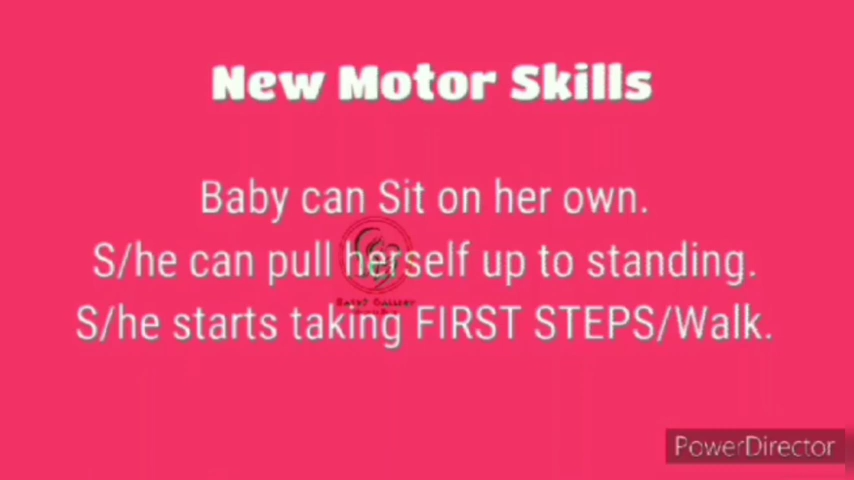 New Motor Skills
Baby can Sit on her own.
S/he can pull herself up to standing.
S/he starts taking FIRST STEPS/Walk.
PowerDirector